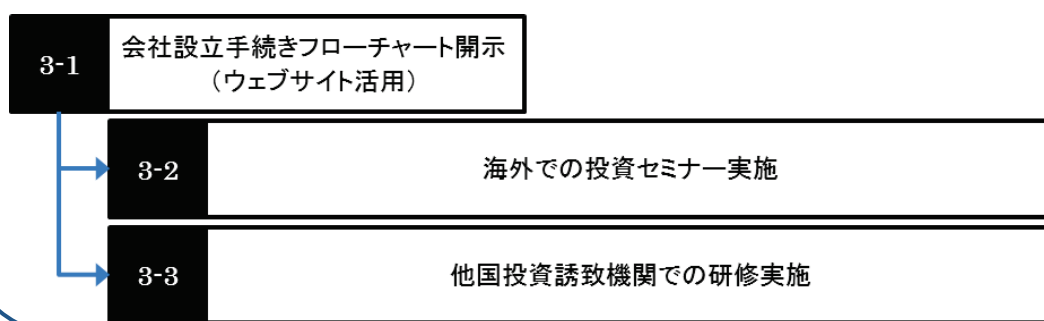 3-1
会社設立手続きフローチャート開示
（ウェブサイト活用）
3-2
海外での投資セミナー実施
3-3
他国投資誘致機関での研修実施